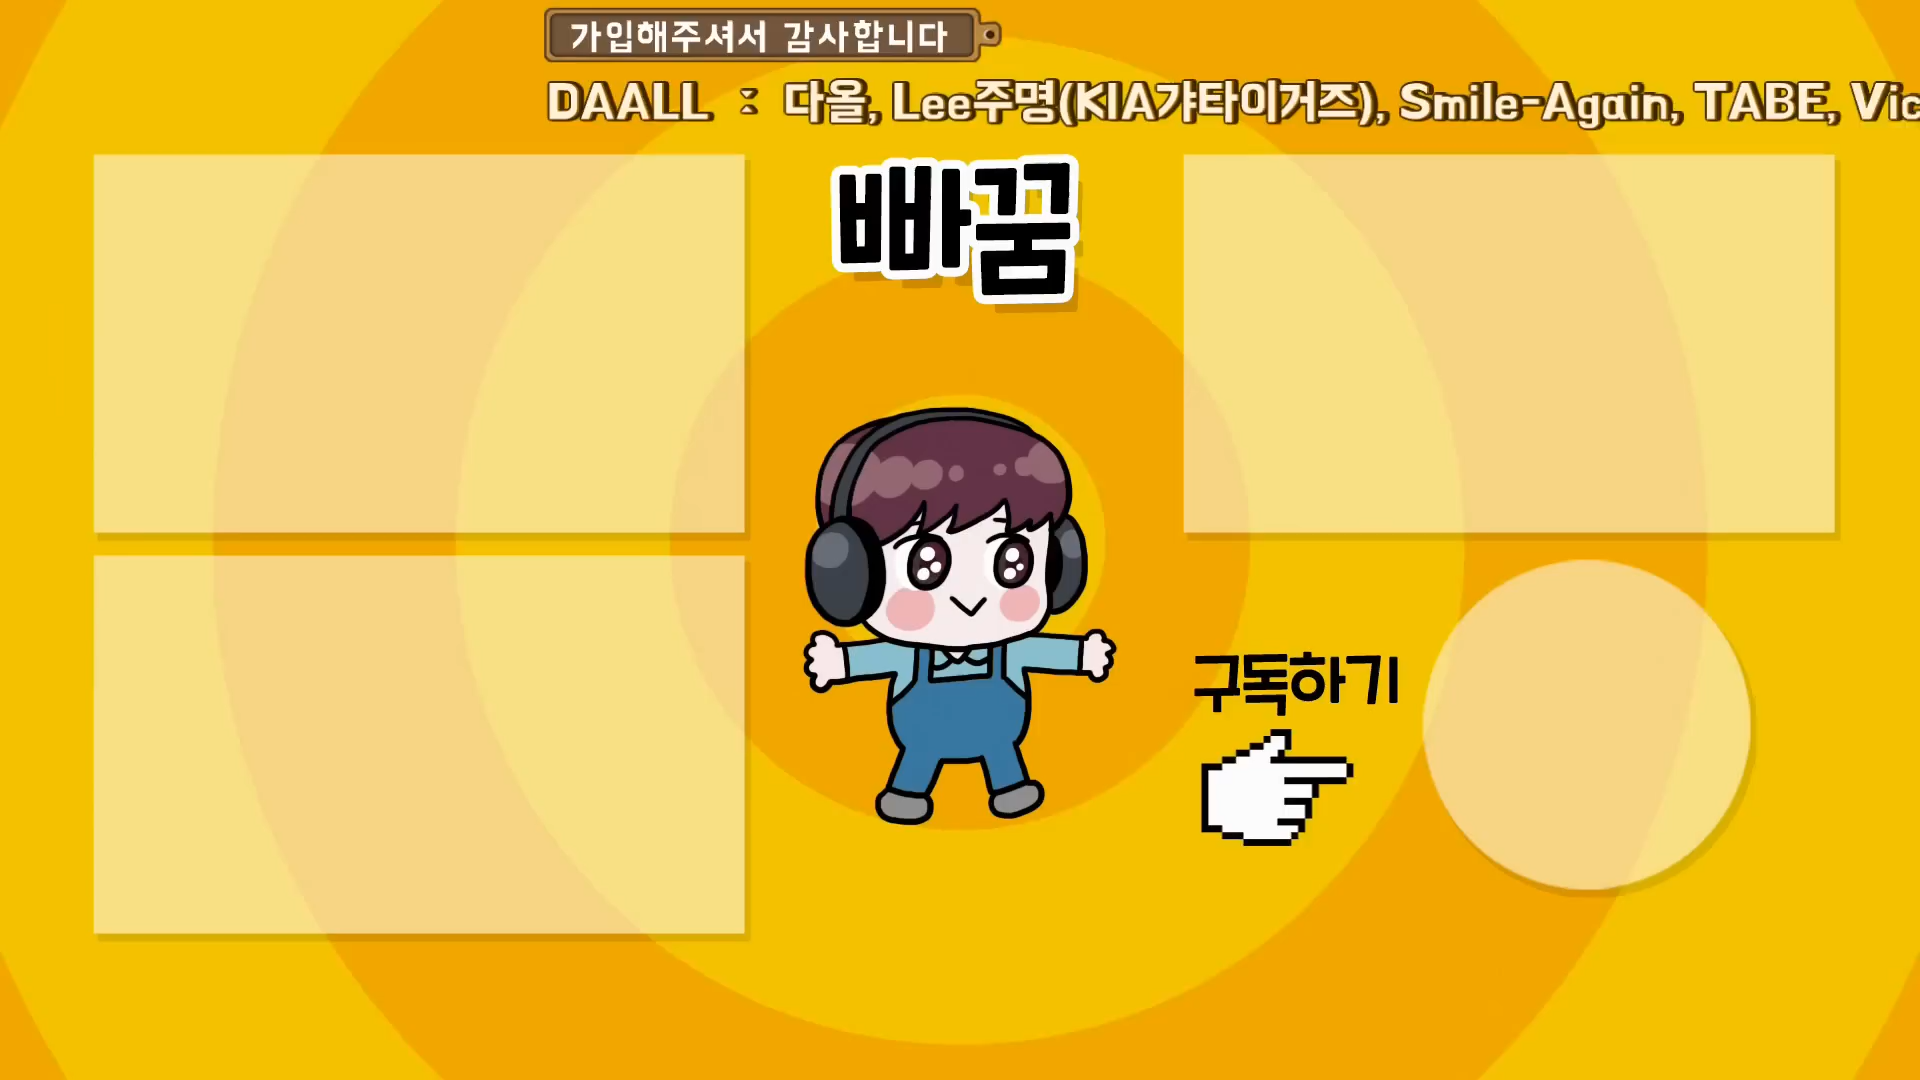 가입해주셔서 감사합니다
DAALL : 다올, Lee주명(KIA갸타이거즈), Smile-Again, TABE, Vic
빠꿈
구독하기